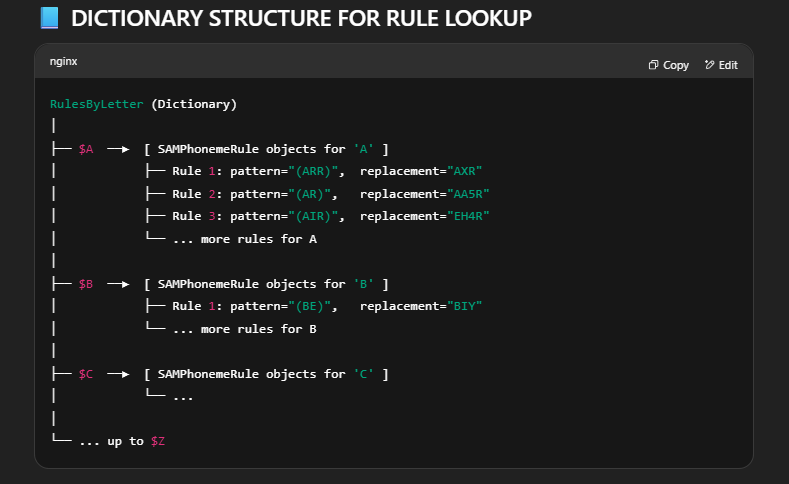 📘 DICTIONARY STRUCTURE FOR RULE LOOKUP
nginx
Copy Edit
RulesByLetter (Dictionary)
│
├── $A ──▶ [ SAMPhonemeRule objects for 'A' ]
│ ├── Rule 1: pattern="(ARR)", replacement="AXR"
│ ├── Rule 2: pattern="(AR)", replacement="AA5R"
│ ├── Rule 3: pattern="(AIR)", replacement="EH4R"
│ └── ... more rules for A
│
├── $B ──▶ [ SAMPhonemeRule objects for 'B' ]
│ ├── Rule 1: pattern="(BE)", replacement="BIY"
│ └── ... more rules for B
│
├── $C ──▶ [ SAMPhonemeRule objects for 'C' ]
│ └── ...
│
└── ... up to $Z